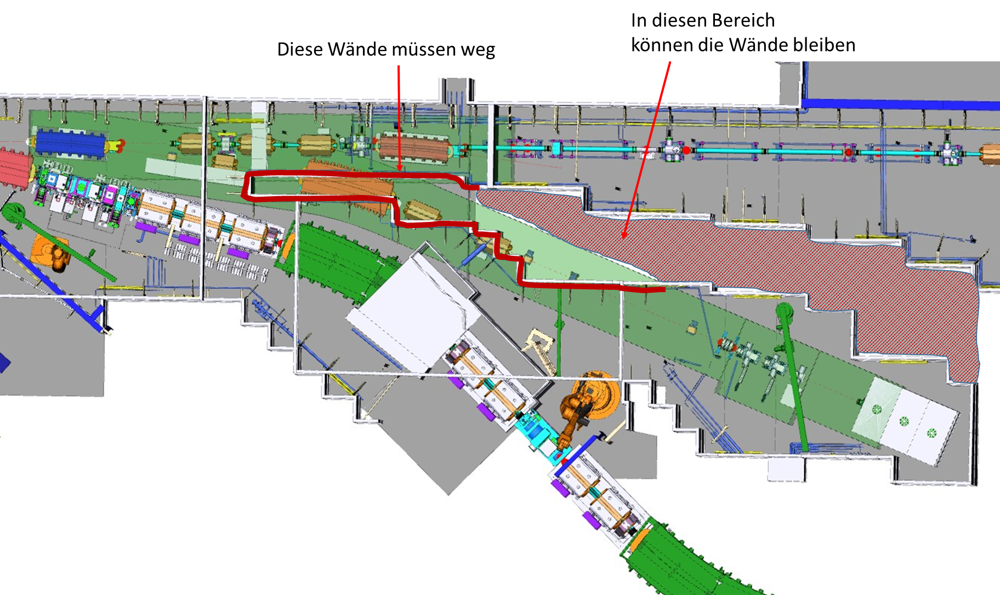 Diese Wände müssen weg
In diesen Bereich
können die Wände bleiben